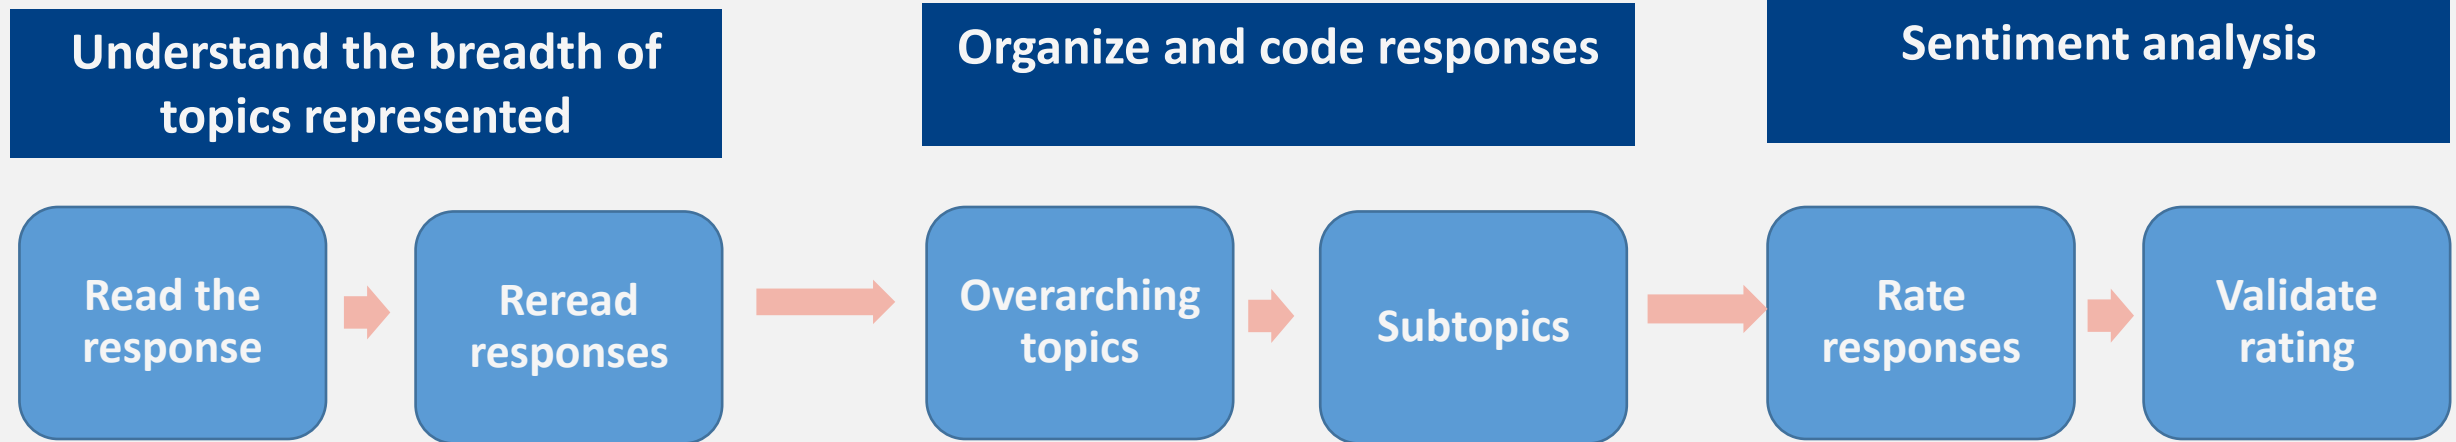 Understand the breadth of
topics represented
Organize and code responses
Sentiment analysis
Read the
response
Reread
responses
Overarching
topics
Subtopics
Rate
responses
Validate
rating